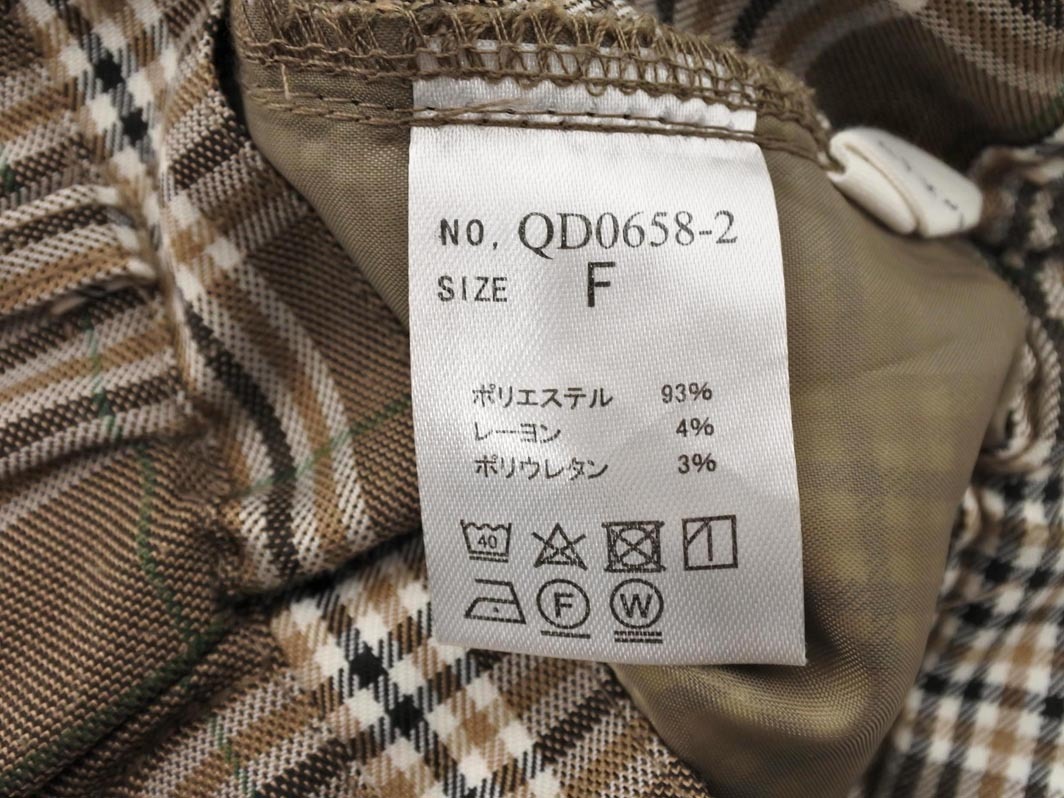 NO. QD0658-2
SIZE F
ポリエステル 93%
レーヨン 4%
ポリウレタン 3%
40
F W